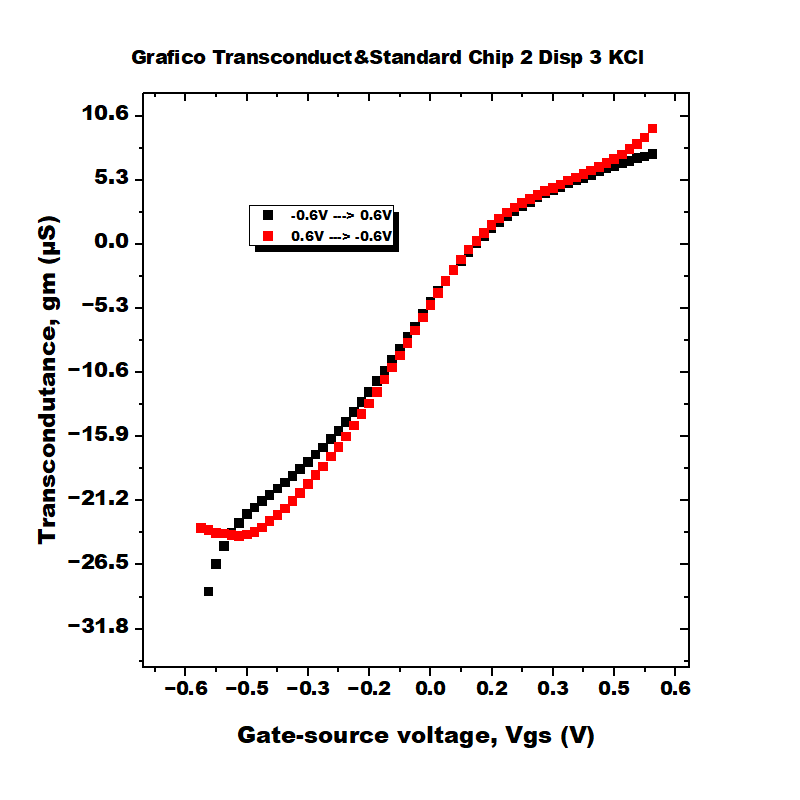 Grafico Transconduct&Standard Chip 2 Disp 3 KCl
10.6
5.3
0.0
−5.3
−10.6
−15.9
−21.2
−26.5
−31.8
Transcondutance, gm (µS)
-0.6V ---> 0.6V
0.6V ---> -0.6V
−0.6 −0.5 −0.3 −0.2 0.0 0.2 0.3 0.5 0.6
Gate-source voltage, Vgs (V)